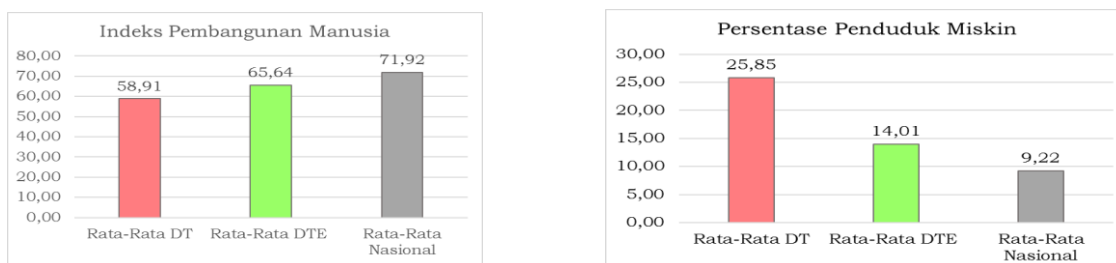 Indeks Pembangunan Manusia
80,00
70,00
60,00
50,00
40,00
30,00
20,00
10,00
0,00
58,91
65,64
71,92
Rata-Rata DT
Rata-Rata DTE
Rata-Rata
Nasional
Persentase Penduduk Miskin
30,00
25,00
20,00
15,00
10,00
5,00
0,00
25,85
14,01
9,22
Rata-Rata DT
Rata-Rata DTE
Rata-Rata
Nasional